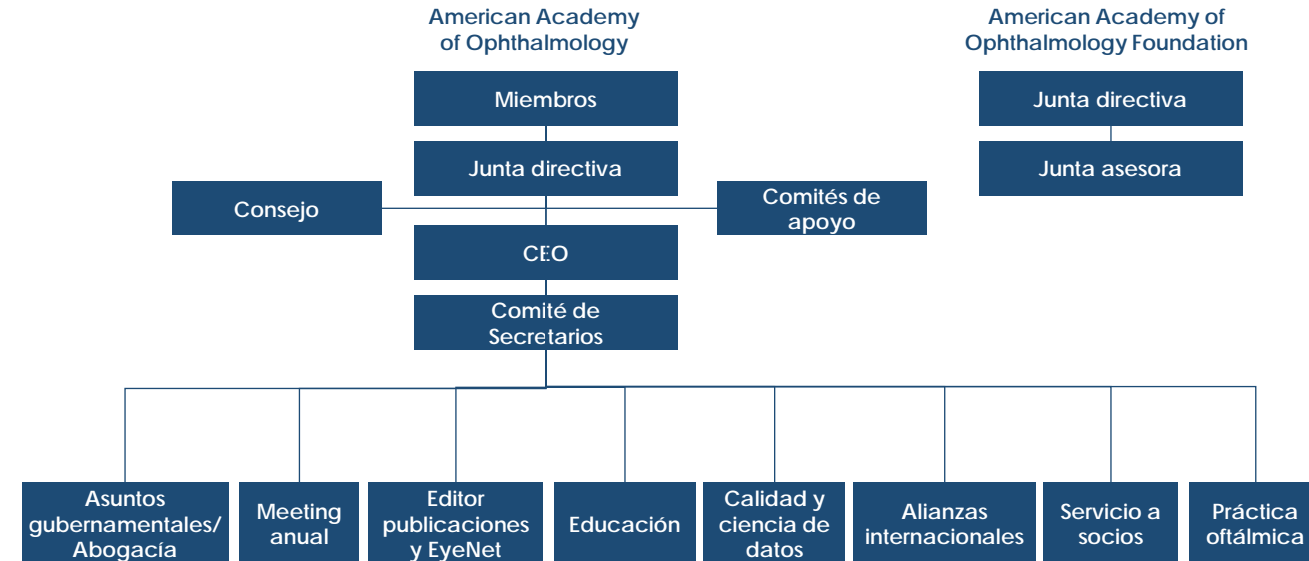 American Academy
of Ophthalmology
American Academy of
Ophthalmology Foundation
Miembros
Junta directiva
Junta directiva
Junta asesora
Consejo
Comités de
apoyo
CEO
Comité de
Secretarios
Asuntos
gubernamentales/
Abogacía
Meeting
anual
Editor
publicaciones
y EyeNet
Educación
Calidad y
ciencia de
datos
Alianzas
internacionales
Servicio a
socios
Práctica
oftálmica